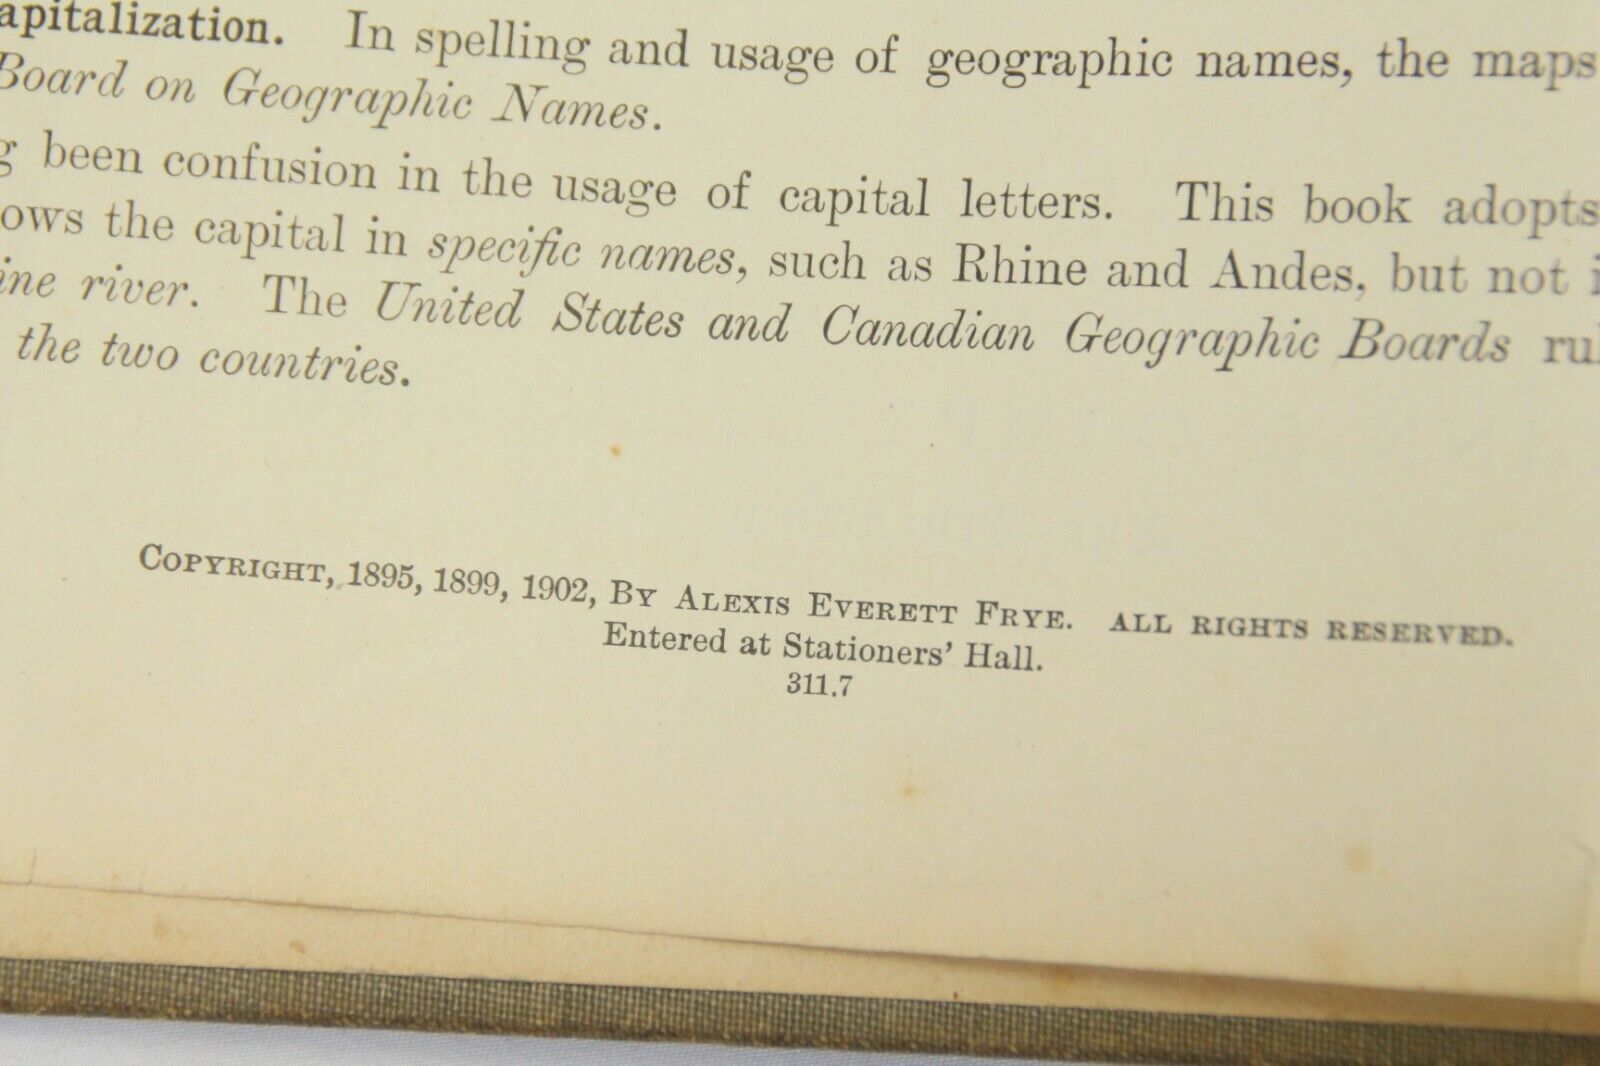 apitalization. In spelling and usage of geographic names, the maps
Board on Geographic Names.
g been confusion in the usage of capital letters. This book adopts
ows the capital in specific names, such as Rhine and Andes, but not i
ine river. The United States and Canadian Geographic Boards rul
the two countries.
COPYRIGHT, 1895, 1899, 1902, BY ALEXIS EVERETT FRYE. ALL RIGHTS RESERVED.
Entered at Stationers' Hall.
311.7